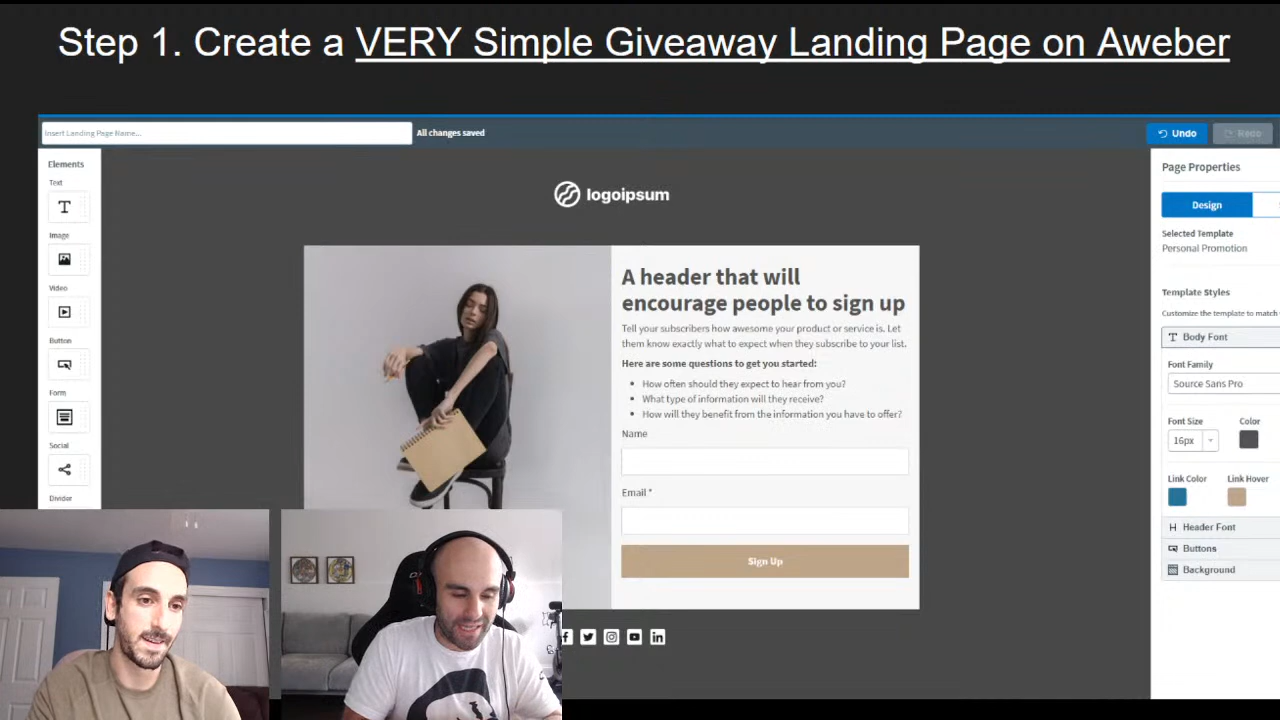 Step 1. Create a VERY Simple Giveaway Landing Page on Aweber
Insert Landing Page Name...
All changes saved
Undo
Redo
Elements
Text
Image
Video
Button
Form
Social
Divider
logoipsum
A header that will
encourage people to sign up
Tell your subscribers how awesome your product or service is. Let
them know exactly what to expect when they subscribe to your list.
Here are some questions to get you started:
• How often should they expect to hear from you?
• What type of information will they receive?
• How will they benefit from the information you have to offer?
Name
Email *
Sign Up
Page Properties
Design
Selected Template
Personal Promotion
Template Styles
Customize the template to match
Body Font
Font Family
Source Sans Pro
Font Size
Color
16px
Link Color
Link Hover
H Header Font
Buttons
Background